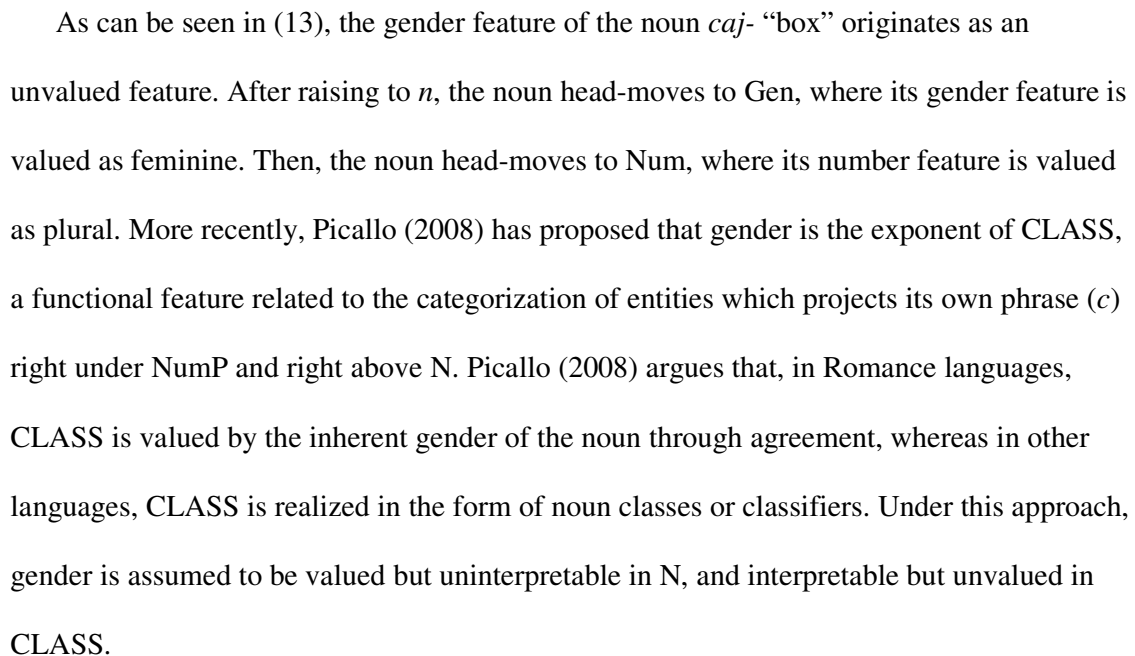 As can be seen in (13), the gender feature of the noun caj- “box” originates as an
unvalued feature. After raising to n, the noun head-moves to Gen, where its gender feature is
valued as feminine. Then, the noun head-moves to Num, where its number feature is valued
as plural. More recently, Picallo (2008) has proposed that gender is the exponent of CLASS,
a functional feature related to the categorization of entities which projects its own phrase (c)
right under NumP and right above N. Picallo (2008) argues that, in Romance languages,
CLASS is valued by the inherent gender of the noun through agreement, whereas in other
languages, CLASS is realized in the form of noun classes or classifiers. Under this approach,
gender is assumed to be valued but uninterpretable in N, and interpretable but unvalued in
CLASS.